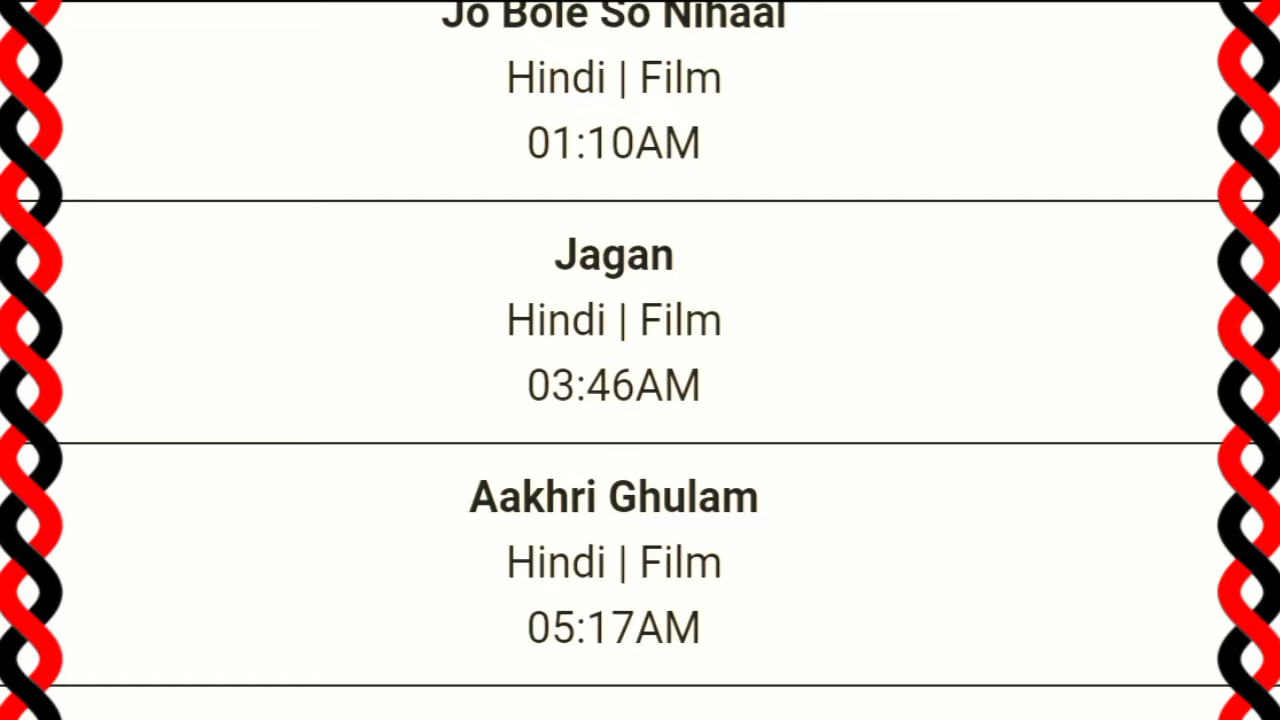 Jo Bole So Nihaal
Hindi | Film
01:10AM
Jagan
Hindi | Film
03:46AM
Aakhri Ghulam
Hindi | Film
05:17AM